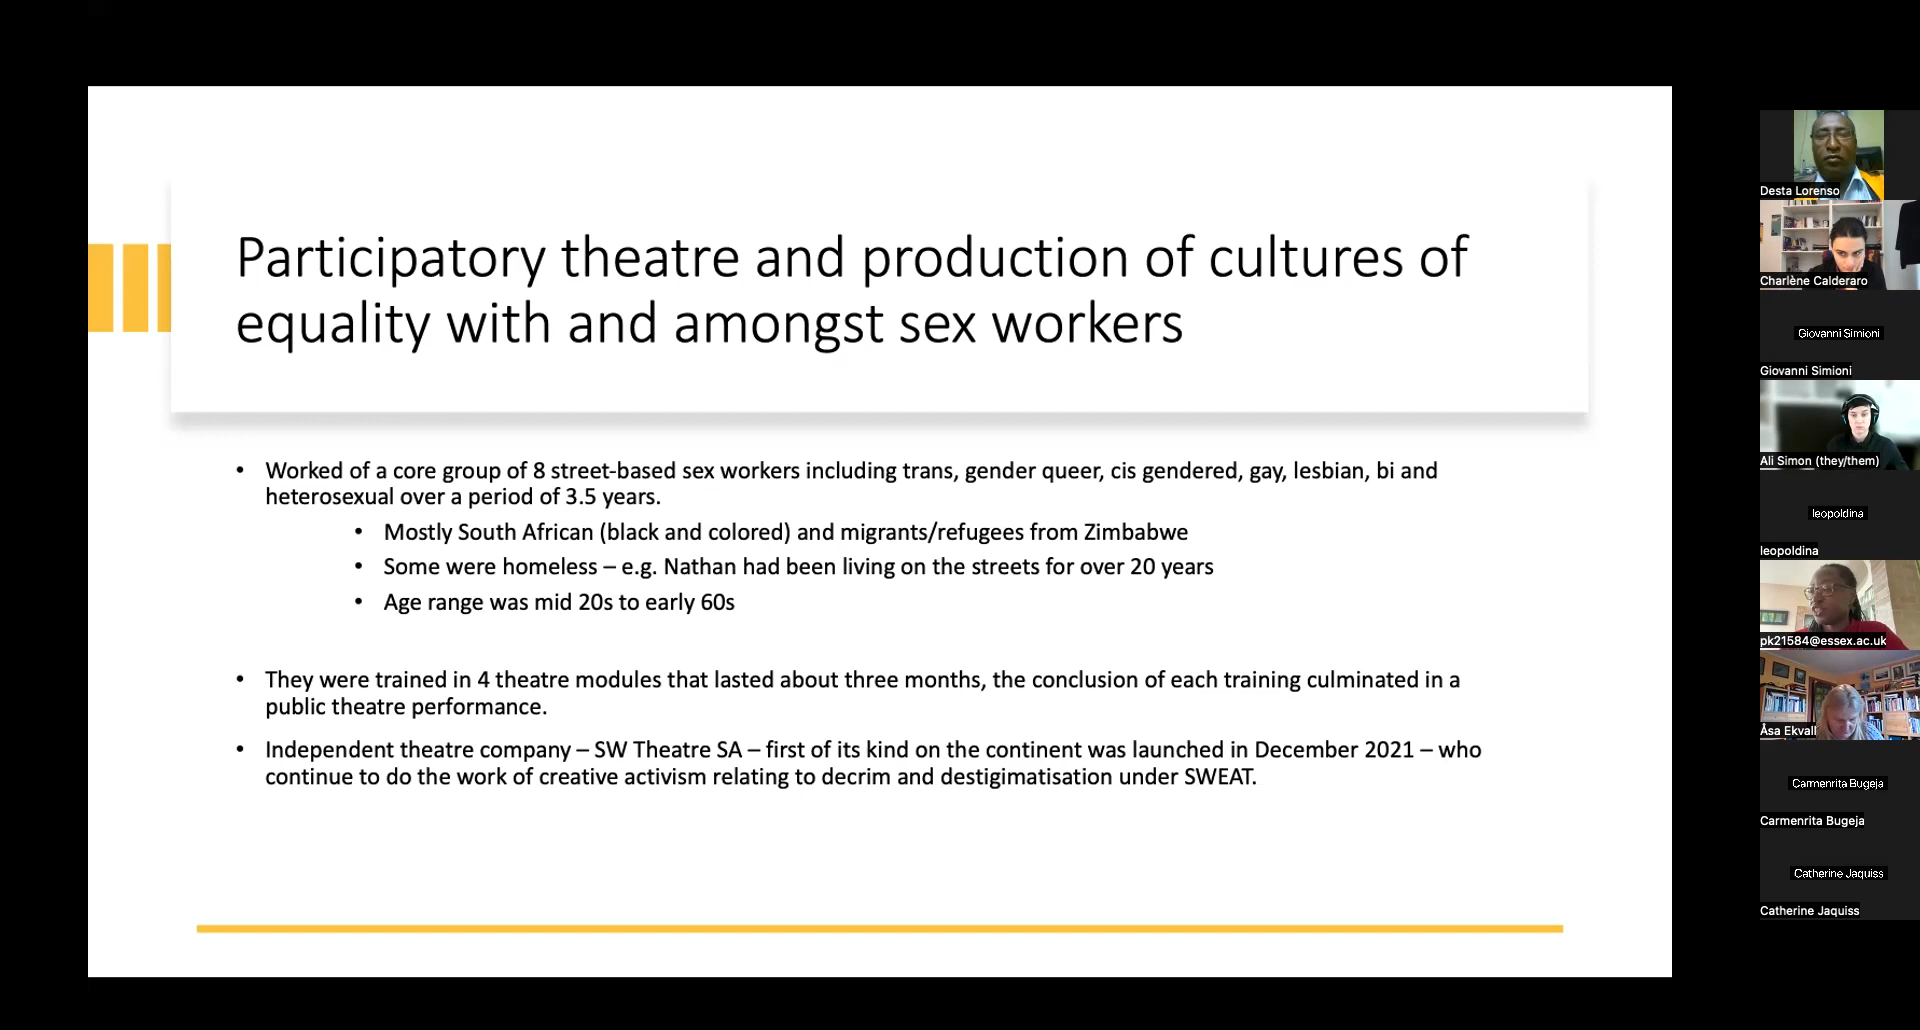 Participatory theatre and production of cultures of
equality with and amongst sex workers
• Worked of a core group of 8 street-based sex workers including trans, gender queer, cis gendered, gay, lesbian, bi and
heterosexual over a period of 3.5 years.
• Mostly South African (black and colored) and migrants/refugees from Zimbabwe
• Some were homeless – e.g. Nathan had been living on the streets for over 20 years
• Age range was mid 20s to early 60s
• They were trained in 4 theatre modules that lasted about three months, the conclusion of each training culminated in a
public theatre performance.
• Independent theatre company – SW Theatre SA – first of its kind on the continent was launched in December 2021 – who
continue to do the work of creative activism relating to decrim and destigimatisation under SWEAT.
Desta Lorenso
Charlène Calderaro
Giovanni Simioni
Giovanni Simioni
Ali Simon (they/them)
leopoldina
leopoldina
pk21584@essex.ac.uk
Åsa Ekvall
Carmenrita Bugeja
Carmenrita Bugeja
Catherine Jaquiss
Catherine Jaquiss